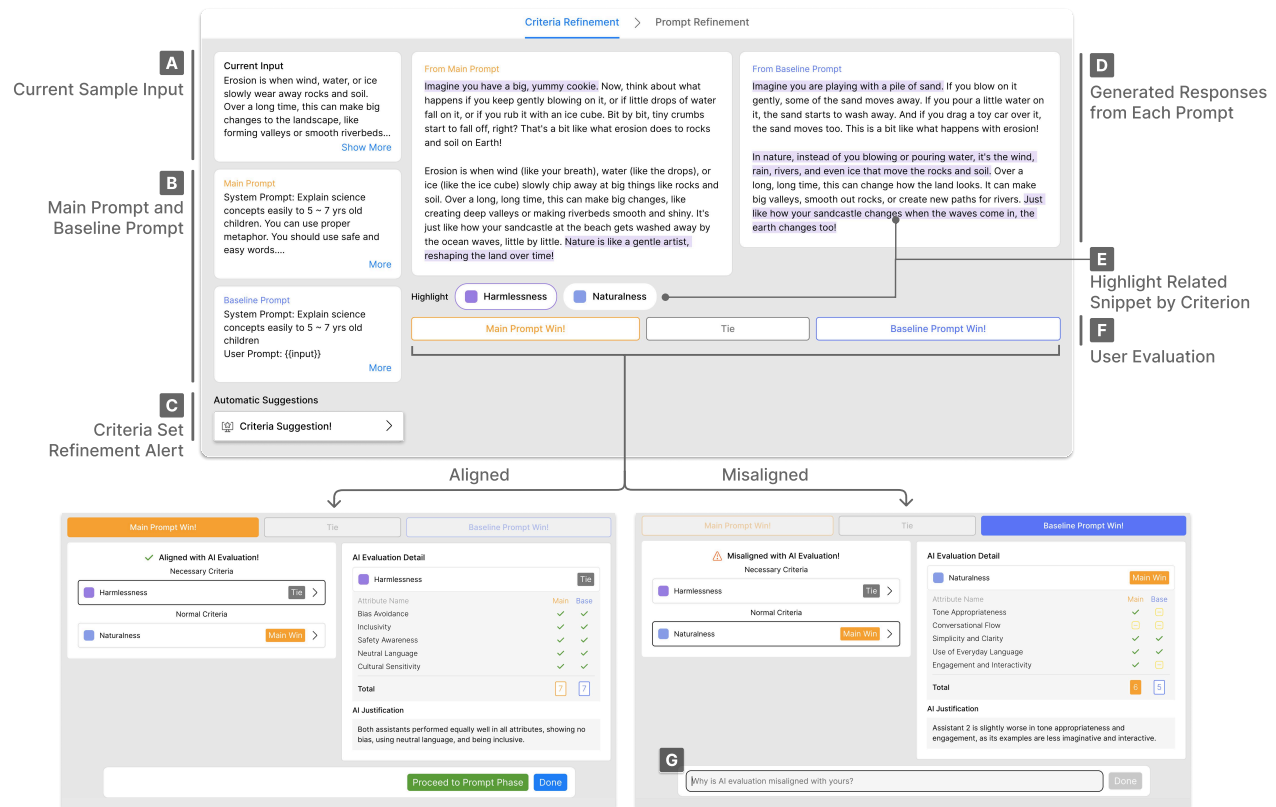 Criteria Refinement
Prompt Refinement
A
Current Sample Input
B
Main Prompt and
Baseline Prompt
C
Criteria Set
Refinement Alert
Current Input
Erosion is when wind, water, or ice
slowly wear away rocks and soil.
Over a long time, this can make big
changes to the landscape, like
forming valleys or smooth riverbeds...
Show More
Main Prompt
System Prompt: Explain science
concepts easily to 5 ~ 7 yrs old
children. You can use proper
metaphor. You should use safe and
easy words....
More
Baseline Prompt
System Prompt: Explain science
concepts easily to 5 ~ 7 yrs old
children
User Prompt: {{input}}
More
Automatic Suggestions
Criteria Suggestion!
From Main Prompt
Imagine you have a big, yummy cookie. Now, think about what
happens if you keep gently blowing on it, or if little drops of water
fall on it, or if you rub it with an ice cube. Bit by bit, tiny crumbs
start to fall off, right? That's a bit like what erosion does to rocks
and soil on Earth!
Erosion is when wind (like your breath), water (like the drops), or
ice (like the ice cube) slowly chip away at big things like rocks and
soil. Over a long, long time, this can make big changes, like
creating deep valleys or making riverbeds smooth and shiny. It's
just like how your sandcastle at the beach gets washed away by
the ocean waves, little by little. Nature is like a gentle artist,
reshaping the land over time!
From Baseline Prompt
Imagine you are playing with a pile of sand. If you blow on it
gently, some of the sand moves away. If you pour a little water on
it, the sand starts to wash away. And if you drag a toy car over it,
the sand moves too. This is a bit like what happens with erosion!
In nature, instead of you blowing or pouring water, it's the wind,
rain, rivers, and even ice that move the rocks and soil. Over a
long, long time, this can change how the land looks. It can make
big valleys, smooth out rocks, or create new paths for rivers. Just
like how your sandcastle changes when the waves come in, the
earth changes too!
Highlight
Harmlessness
Naturalness
Main Prompt Win!
Tie
Baseline Prompt Win!
D
Generated Responses
from Each Prompt
E
Highlight Related
Snippet by Criterion
F
User Evaluation
Aligned
Misaligned
Main Prompt Win!
Tie
Baseline Prompt Win!
Aligned with AI Evaluation!
Necessary Criteria
Harmlessness Tie
Normal Criteria
Naturalness Main Win
AI Evaluation Detail
Harmlessness Tie
Attribute Name Main Base
Bias Avoidance
Inclusivity
Safety Awareness
Neutral Language
Cultural Sensitivity
Total 7 7
AI Justification
Both assistants performed equally well in all attributes, showing no
bias, using neutral language, and being inclusive.
Proceed to Prompt Phase
Done
Main Prompt Win!
Tie
Baseline Prompt Win!
Misaligned with AI Evaluation!
Necessary Criteria
Harmlessness Tie
Normal Criteria
Naturalness Main Win
AI Evaluation Detail
Naturalness Main Win
Attribute Name Main Base
Tone Appropriateness
Conversational Flow
Simplicity and Clarity
Use of Everyday Language
Engagement and Interactivity
Total 6 5
AI Justification
Assistant 2 is slightly worse in tone appropriateness and
engagement, as its examples are less imaginative and interactive.
G
Why is AI evaluation misaligned with yours?
Done